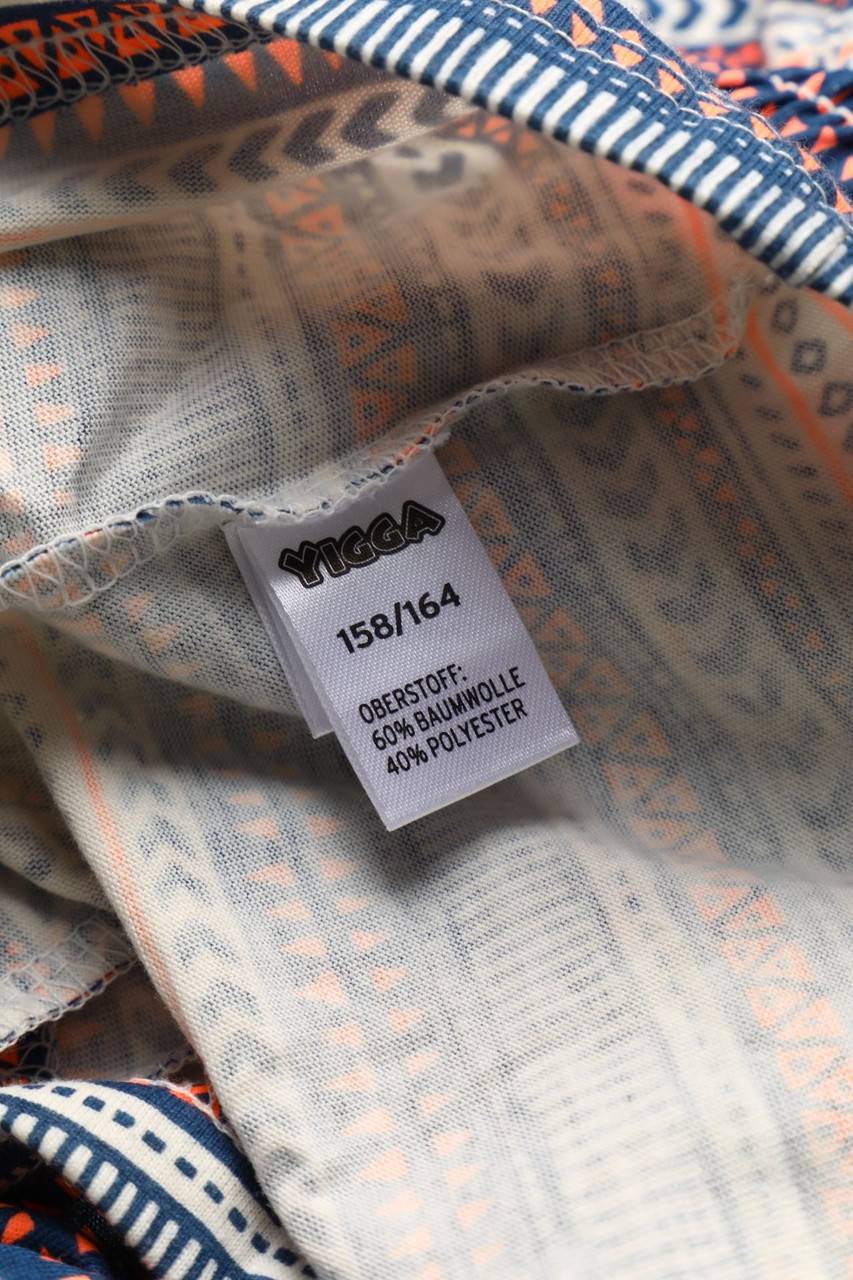 YIGGA
158/164
OBERSTOFF:
60% BAUMWOLLE
40% POLYESTER